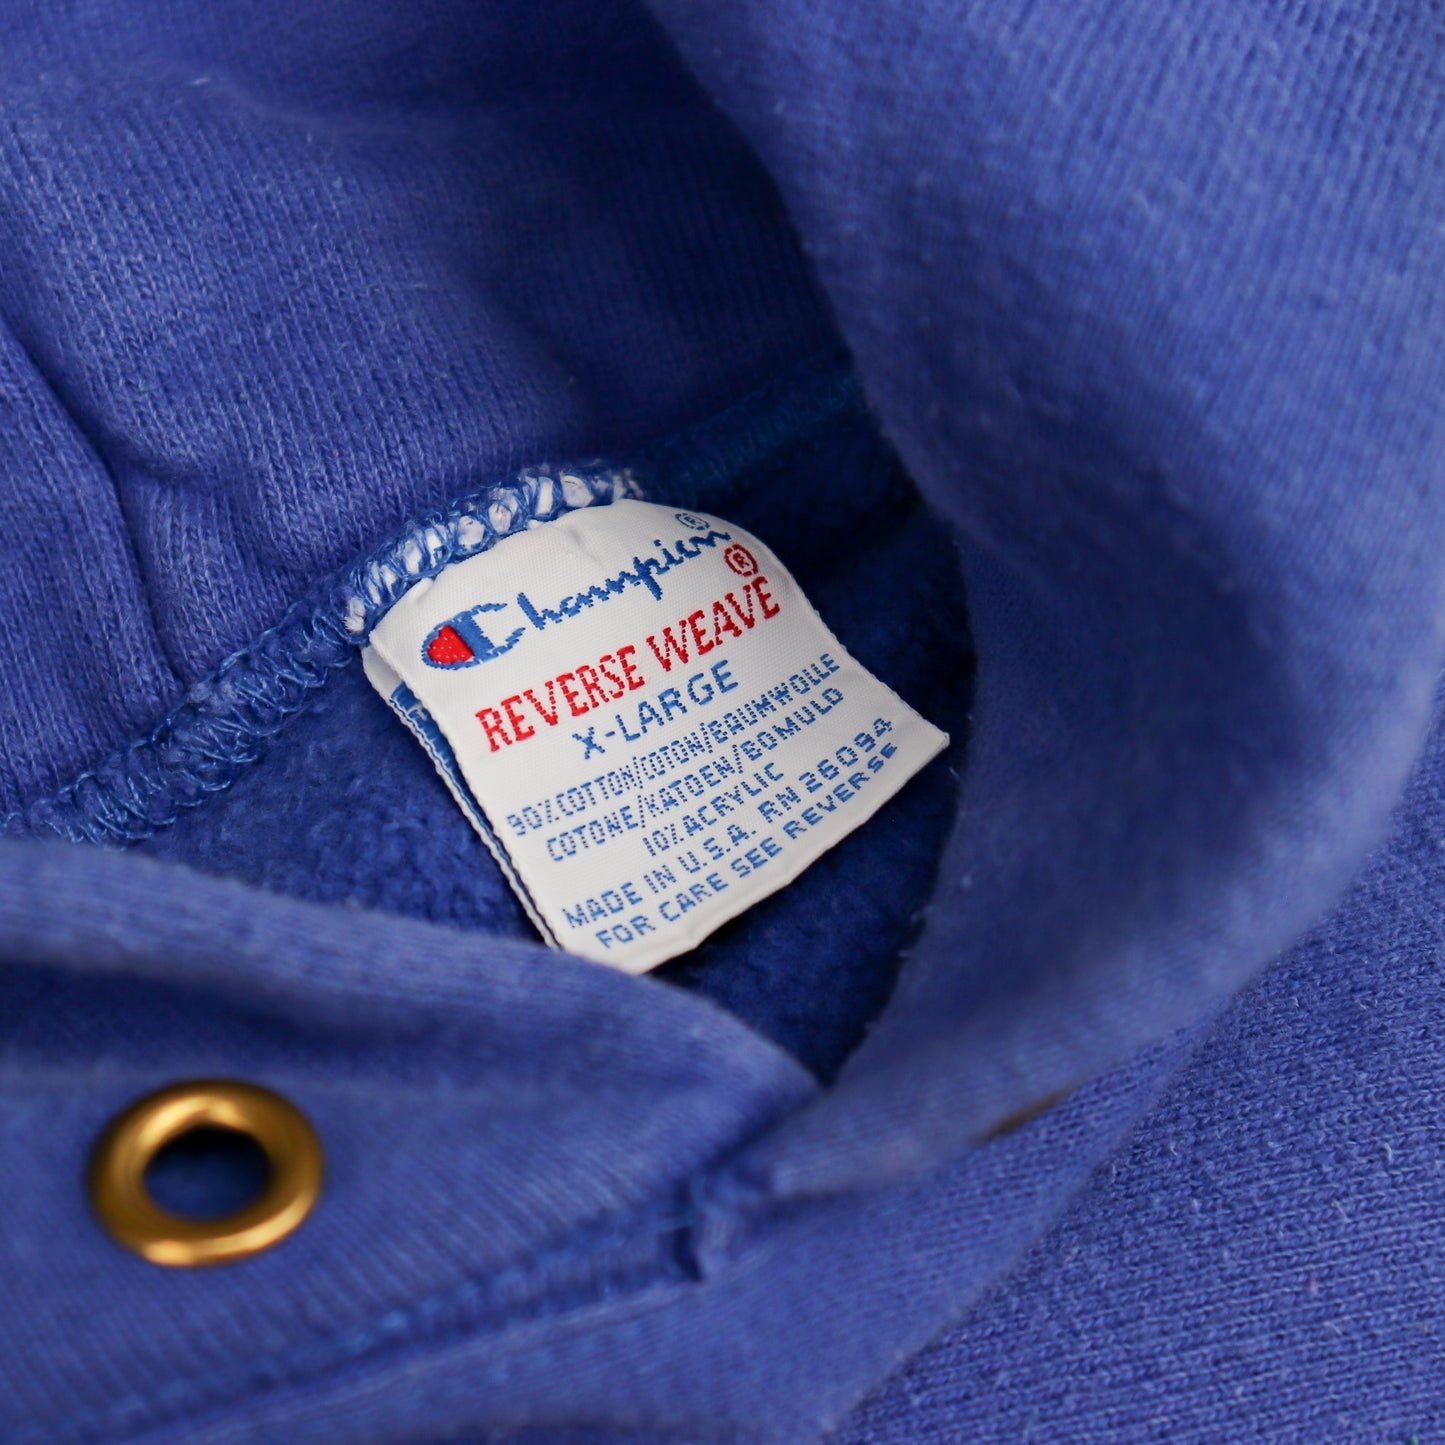 Champion®
REVERSE WEAVE®
X-LARGE
90% COTTON/COTON/BAUMWOLLE
COTONE/KATOEN/BOMULD
10% ACRYLIC
MADE IN U.S.A. RN 26094
FOR CARE SEE REVERSE